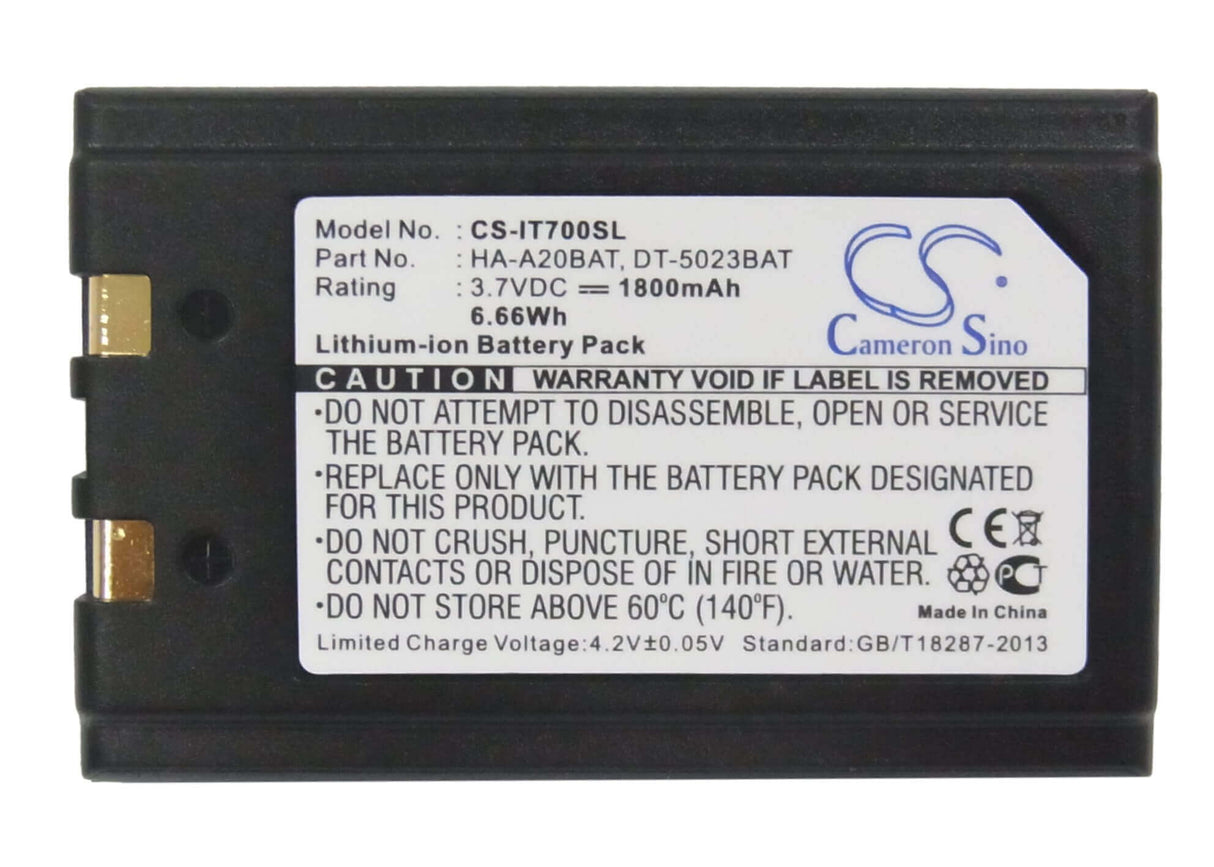 Model No. : CS-IT700SL
Part No. : HA-A20BAT, DT-5023BAT
Rating : 3.7VDC ⎓ 1800mAh
6.66Wh
Lithium-ion Battery Pack
CS
Cameron Sino
CAUTION WARRANTY VOID IF LABEL IS REMOVED
·DO NOT ATTEMPT TO DISASSEMBLE, OPEN OR SERVICE
THE BATTERY PACK.
·REPLACE ONLY WITH THE BATTERY PACK DESIGNATED
FOR THIS PRODUCT.
·DO NOT CRUSH, PUNCTURE, SHORT EXTERNAL
CONTACTS OR DISPOSE OF IN FIRE OR WATER.
·DO NOT STORE ABOVE 60°C (140°F).
CE
PCT
Made In China
Limited Charge Voltage:4.2V±0.05V Standard:GB/T18287-2013